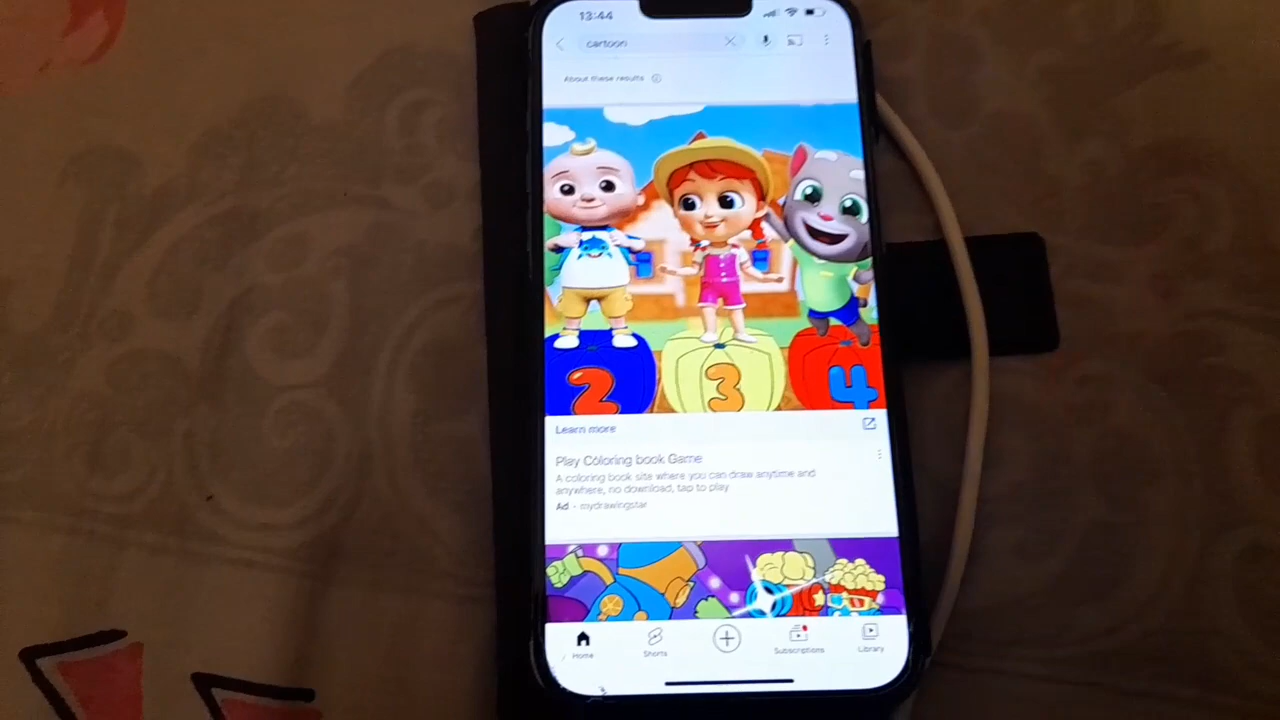 13:44
cartoon
About these results
2 3 4
Learn more
Play Coloring book Game
A coloring book site where you can draw anytime and
anywhere, no download, tap to play
Ad - mydrawingstar
Home Shorts Subscriptions Library